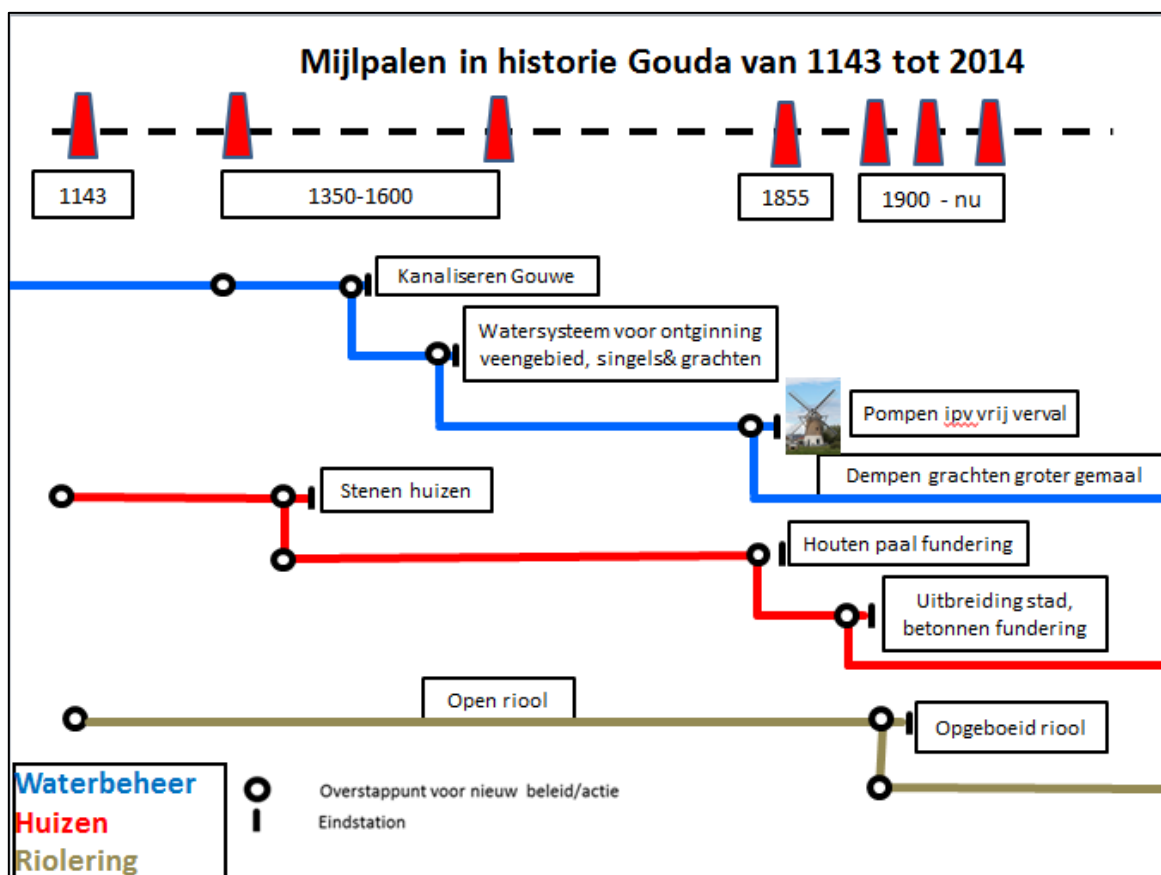 Mijlpalen in historie Gouda van 1143 tot 2014
1143
1350-1600
1855
1900 - nu
Kanaliseren Gouwe
Watersysteem voor ontginning
veengebied, singels& grachten
Pompen ipv vrij verval
Dempen grachten groter gemaal
Stenen huizen
Houten paal fundering
Uitbreiding stad,
betonnen fundering
Open riool
Opgeboeid riool
Waterbeheer
Huizen
Riolering
Overstappunt voor nieuw beleid/actie
Eindstation